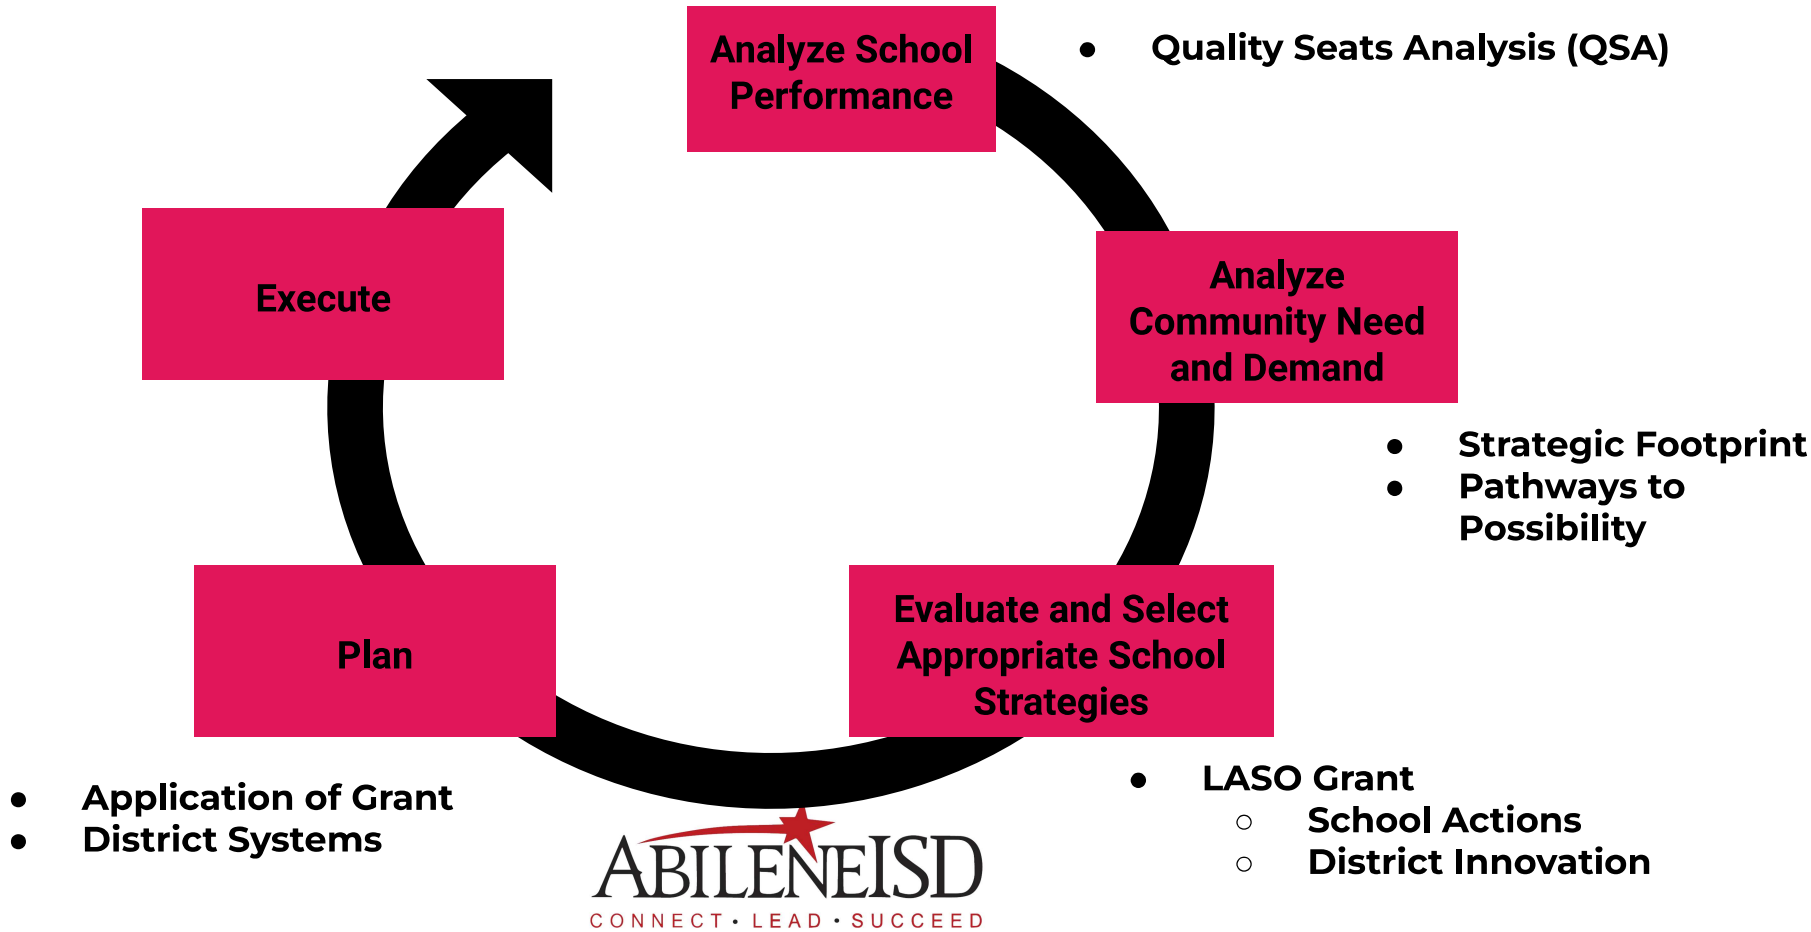 Analyze School
Performance
● Quality Seats Analysis (QSA)
Analyze
Community Need
and Demand
● Strategic Footprint
● Pathways to
Possibility
Evaluate and Select
Appropriate School
Strategies
● LASO Grant
○ School Actions
○ District Innovation
Plan
● Application of Grant
● District Systems
Execute
ABILENEISD
CONNECT • LEAD • SUCCEED